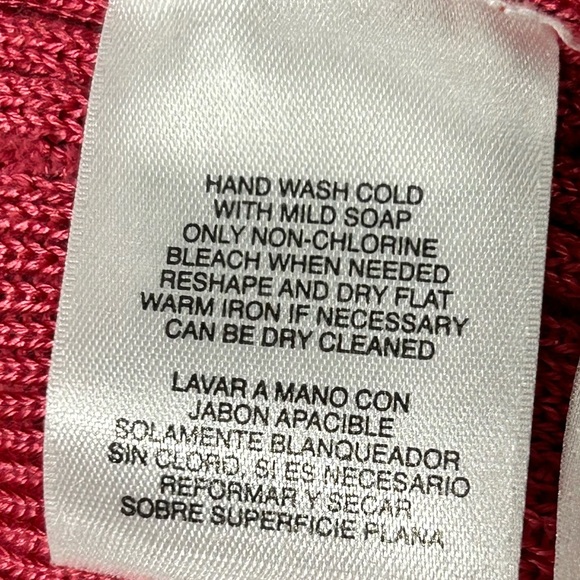 HAND WASH COLD
WITH MILD SOAP
ONLY NON-CHLORINE
BLEACH WHEN NEEDED
RESHAPE AND DRY FLAT
WARM IRON IF NECESSARY
CAN BE DRY CLEANED
LAVAR A MANO CON
JABON APACIBLE
SOLAMENTE BLANQUEADOR
SIN CLORO, SI ES NECESARIO
REFORMAR Y SECAR
SOBRE SUPERFICIE PLANA